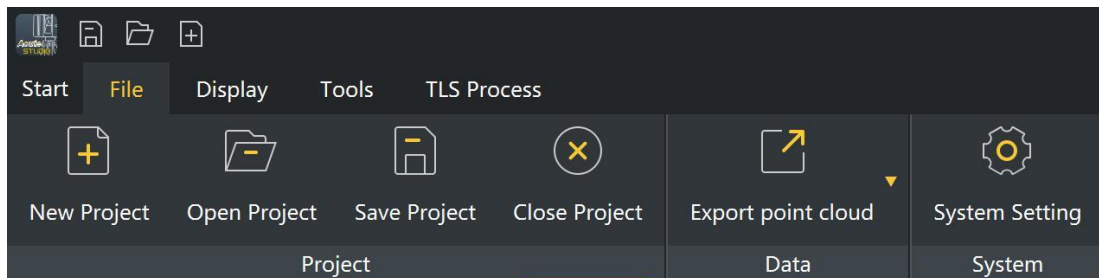 STUDIO
Start File Display Tools TLS Process
New Project Open Project Save Project Close Project Export point cloud System Setting
Project Data System